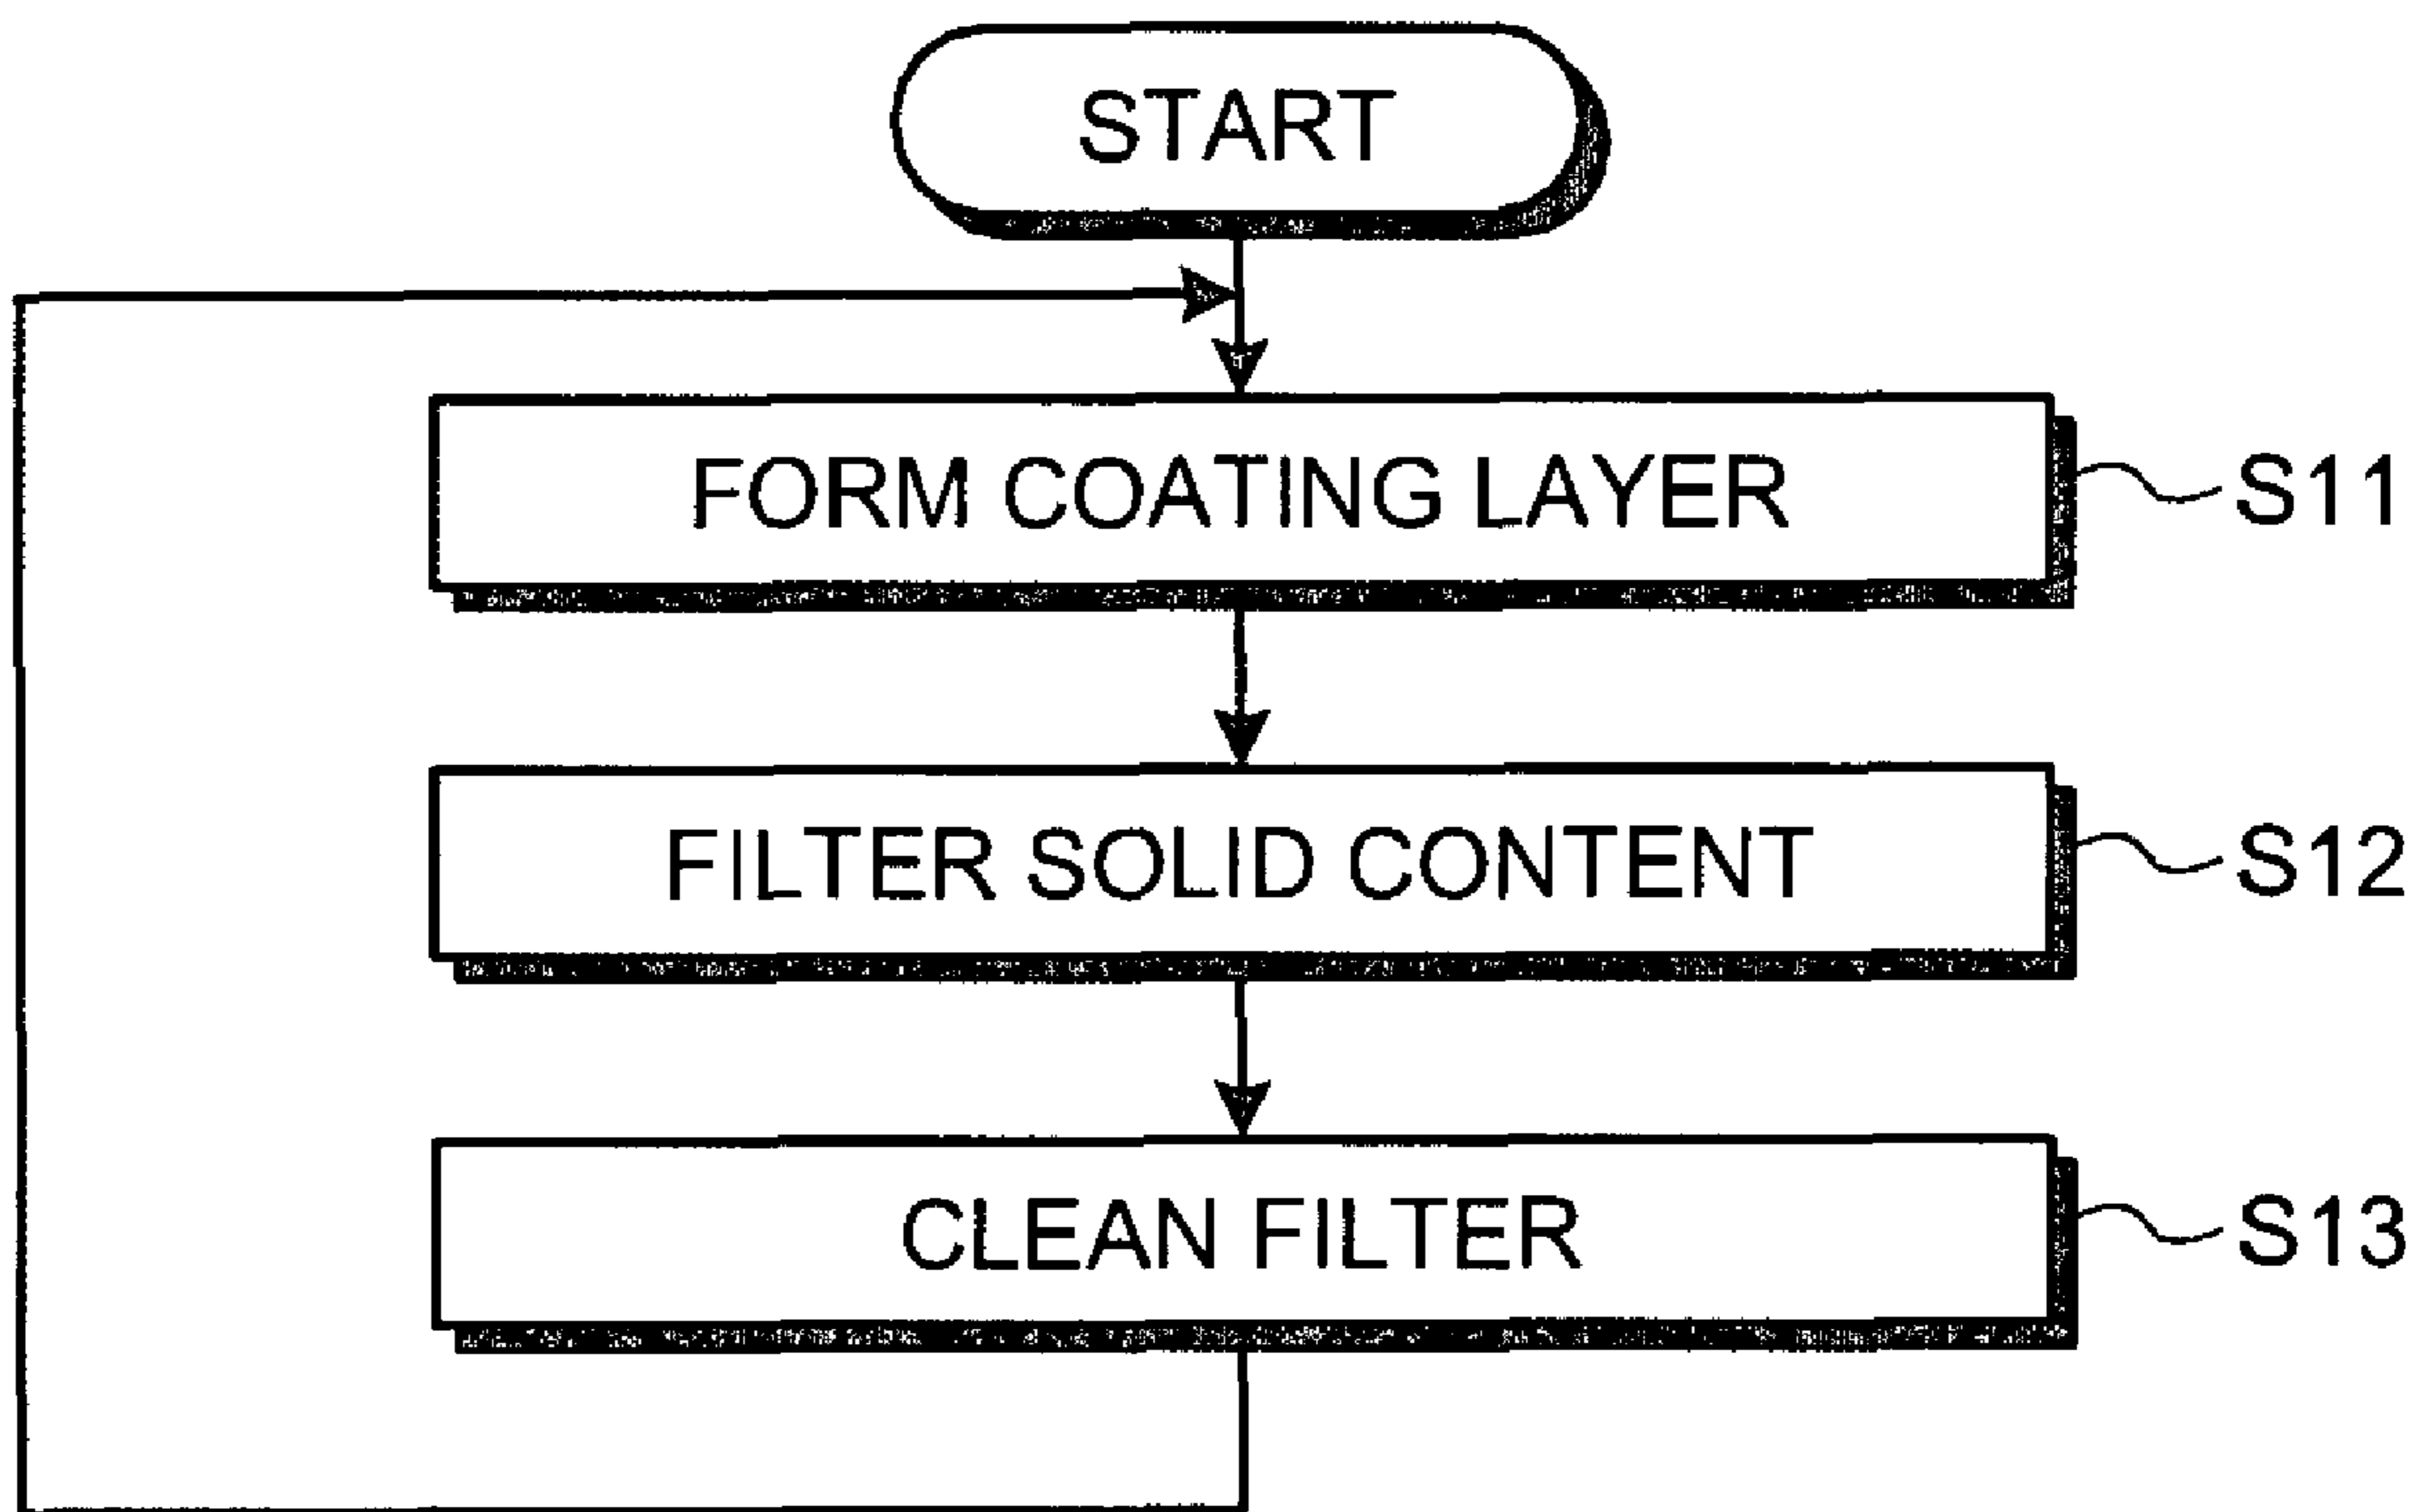 START
FORM COATING LAYER
S11
FILTER SOLID CONTENT
S12
CLEAN FILTER
S13